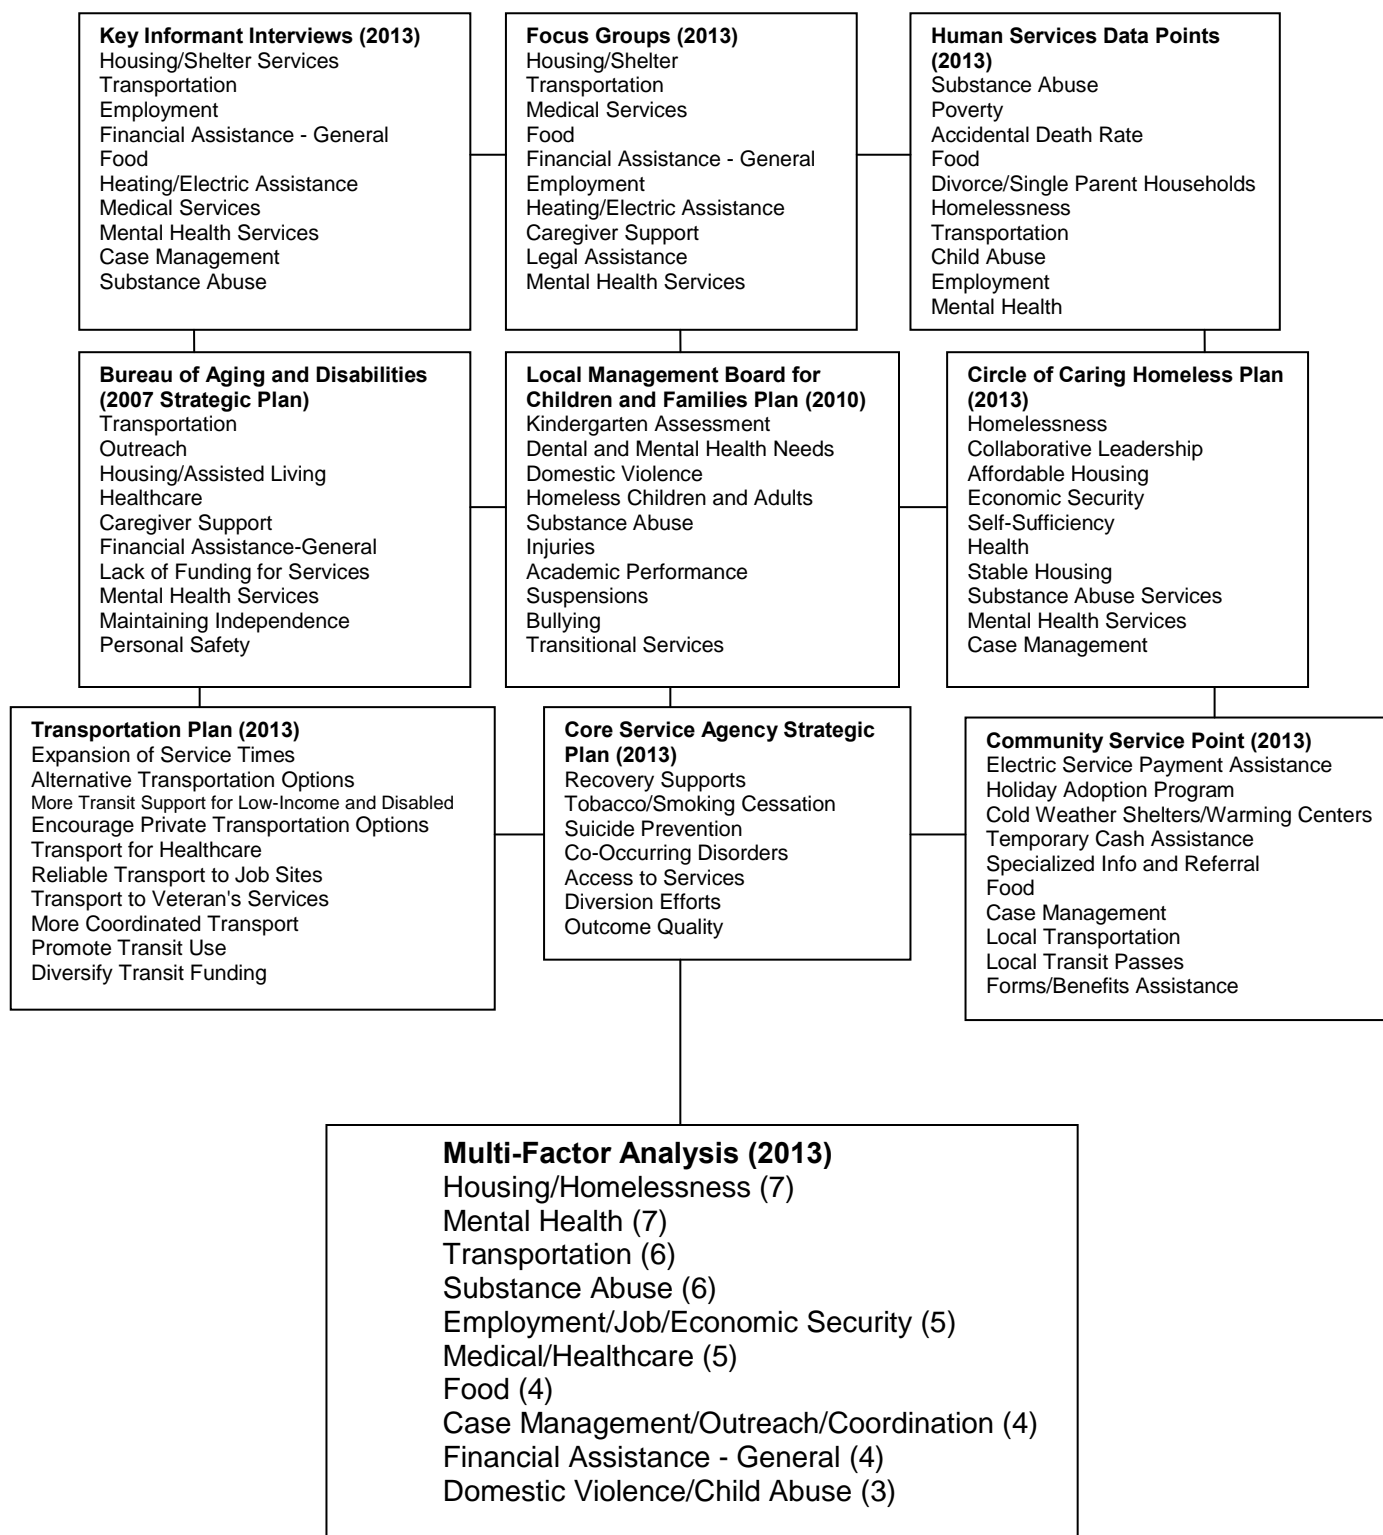 Key Informant Interviews (2013)
Housing/Shelter Services
Transportation
Employment
Financial Assistance - General
Food
Heating/Electric Assistance
Medical Services
Mental Health Services
Case Management
Substance Abuse
Focus Groups (2013)
Housing/Shelter
Transportation
Medical Services
Food
Financial Assistance - General
Employment
Heating/Electric Assistance
Caregiver Support
Legal Assistance
Mental Health Services
Human Services Data Points
(2013)
Substance Abuse
Poverty
Accidental Death Rate
Food
Divorce/Single Parent Households
Homelessness
Transportation
Child Abuse
Employment
Mental Health
Bureau of Aging and Disabilities
(2007 Strategic Plan)
Transportation
Outreach
Housing/Assisted Living
Healthcare
Caregiver Support
Financial Assistance-General
Lack of Funding for Services
Mental Health Services
Maintaining Independence
Personal Safety
Local Management Board for
Children and Families Plan (2010)
Kindergarten Assessment
Dental and Mental Health Needs
Domestic Violence
Homeless Children and Adults
Substance Abuse
Injuries
Academic Performance
Suspensions
Bullying
Transitional Services
Circle of Caring Homeless Plan
(2013)
Homelessness
Collaborative Leadership
Affordable Housing
Economic Security
Self-Sufficiency
Health
Stable Housing
Substance Abuse Services
Mental Health Services
Case Management
Transportation Plan (2013)
Expansion of Service Times
Alternative Transportation Options
More Transit Support for Low-Income and Disabled
Encourage Private Transportation Options
Transport for Healthcare
Reliable Transport to Job Sites
Transport to Veteran's Services
More Coordinated Transport
Promote Transit Use
Diversify Transit Funding
Core Service Agency Strategic
Plan (2013)
Recovery Supports
Tobacco/Smoking Cessation
Suicide Prevention
Co-Occurring Disorders
Access to Services
Diversion Efforts
Outcome Quality
Community Service Point (2013)
Electric Service Payment Assistance
Holiday Adoption Program
Cold Weather Shelters/Warming Centers
Temporary Cash Assistance
Specialized Info and Referral
Food
Case Management
Local Transportation
Local Transit Passes
Forms/Benefits Assistance
Multi-Factor Analysis (2013)
Housing/Homelessness (7)
Mental Health (7)
Transportation (6)
Substance Abuse (6)
Employment/Job/Economic Security (5)
Medical/Healthcare (5)
Food (4)
Case Management/Outreach/Coordination (4)
Financial Assistance - General (4)
Domestic Violence/Child Abuse (3)